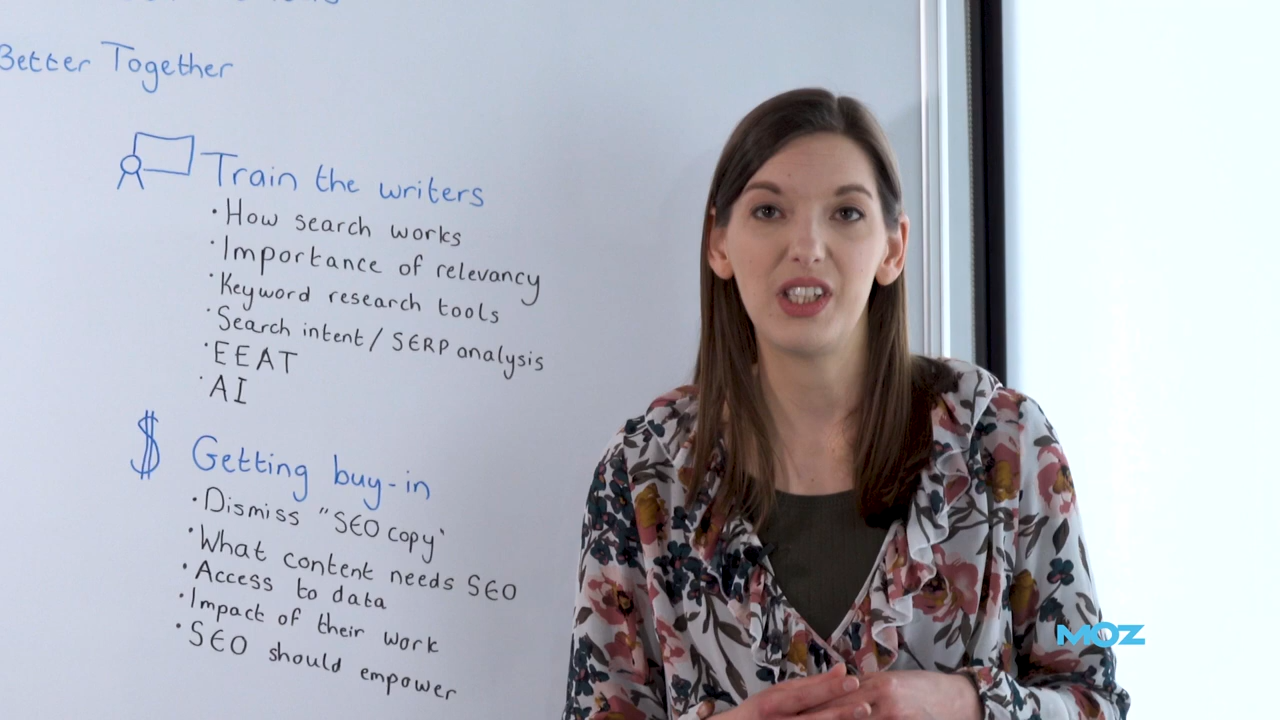 Better Together
Train the writers
· How search works
· Importance of relevancy
· Keyword research tools
· Search intent / SERP analysis
· EEAT
· AI
$ Getting buy-in
· Dismiss "SEO copy"
· What content needs SEO
· Access to data
· Impact of their work
· SEO should empower
MOZ